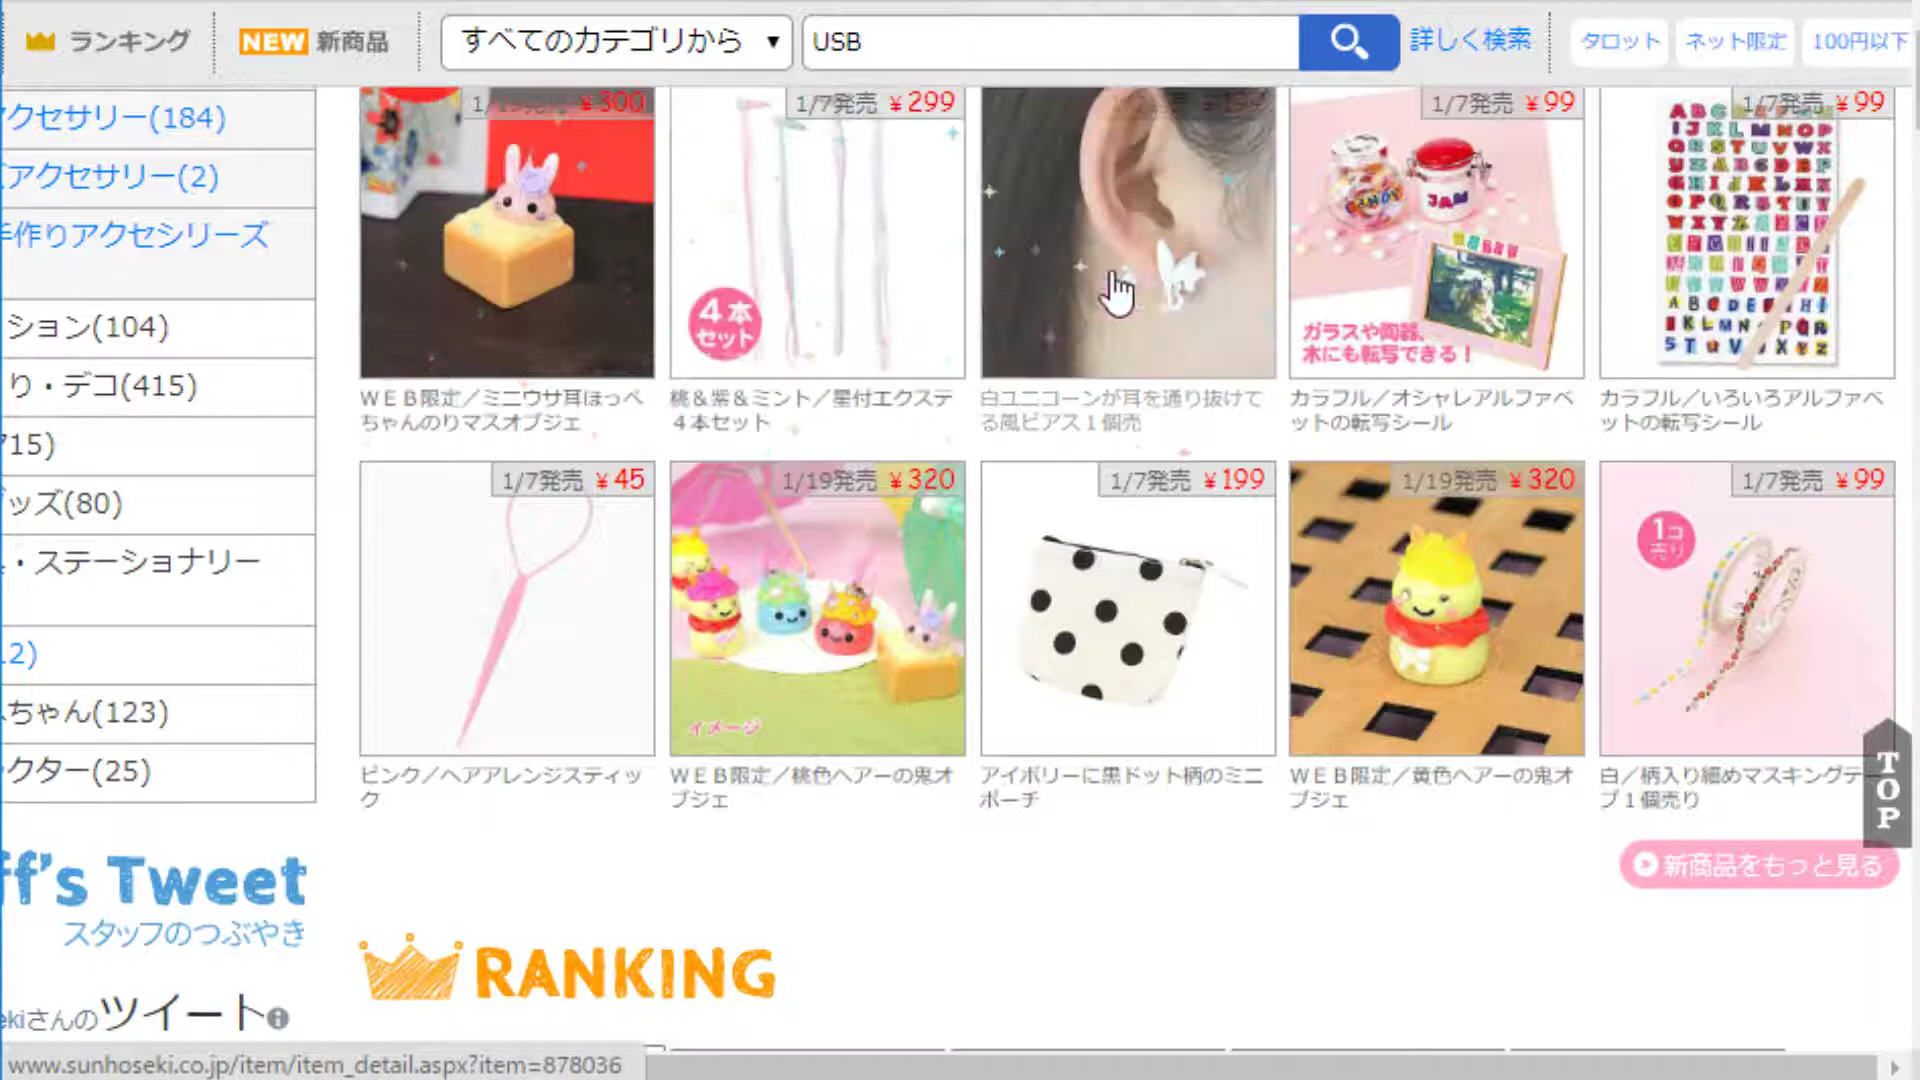 ランキング
NEW 新商品
すべてのカテゴリから ▼
USB
詳しく検索
タロット
ネット限定
100円以下
アクセサリー(184)
アクセサリー(2)
手作りアクセシリーズ
ション(104)
り・デコ(415)
715)
グッズ(80)
・ステーショナリー
12)
ちゃん(123)
クター(25)
ff's Tweet
スタッフのつぶやき
ekiさんのツイート
¥300
WEB限定／ミニウサ耳ほっぺ
ちゃんのりマスオブジェ
1/7発売 ¥299
4本
セット
桃＆紫＆ミント／星付エクステ
４本セット
1/7発売 ¥199
白ユニコーンが耳を通り抜けて
る風ピアス１個売
1/7発売 ¥99
CANDY
JAM
ガラスや陶器、
木にも転写できる！
カラフル／オシャレアルファベ
ットの転写シール
1/7発売 ¥99
カラフル／いろいろアルファベ
ットの転写シール
1/7発売 ¥45
ピンク／ヘアアレンジスティッ
ク
1/19発売 ¥320
イメージ
WEB限定／桃色ヘアーの鬼オ
ブジェ
1/7発売 ¥199
アイボリーに黒ドット柄のミニ
ポーチ
1/19発売 ¥320
WEB限定／黄色ヘアーの鬼オ
ブジェ
1/7発売 ¥99
1コ
売り
白／柄入り細めマスキングテー
プ１個売り
TOP
新商品をもっと見る
RANKING
www.sunhoseki.co.jp/item/item_detail.aspx?item=878036